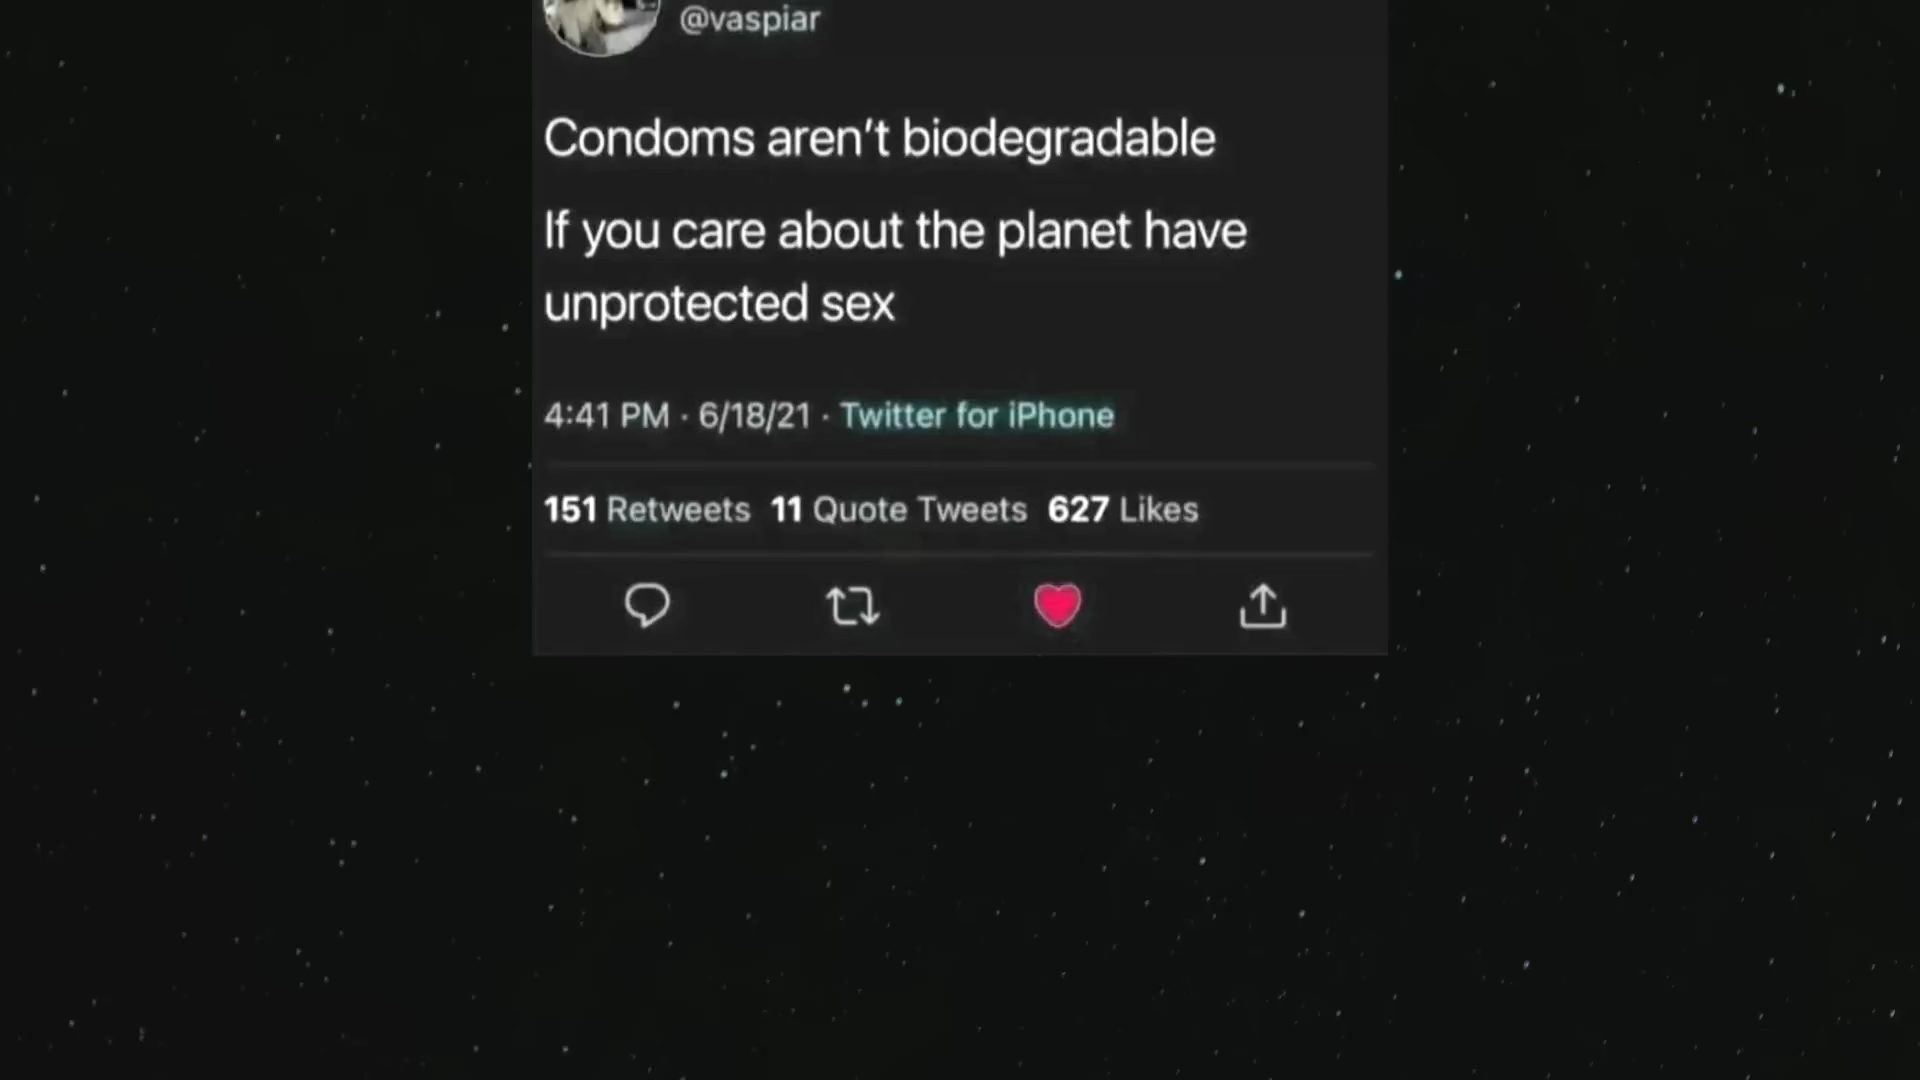 @vaspiar
Condoms aren’t biodegradable
If you care about the planet have
unprotected sex
4:41 PM · 6/18/21 · Twitter for iPhone
151 Retweets 11 Quote Tweets 627 Likes